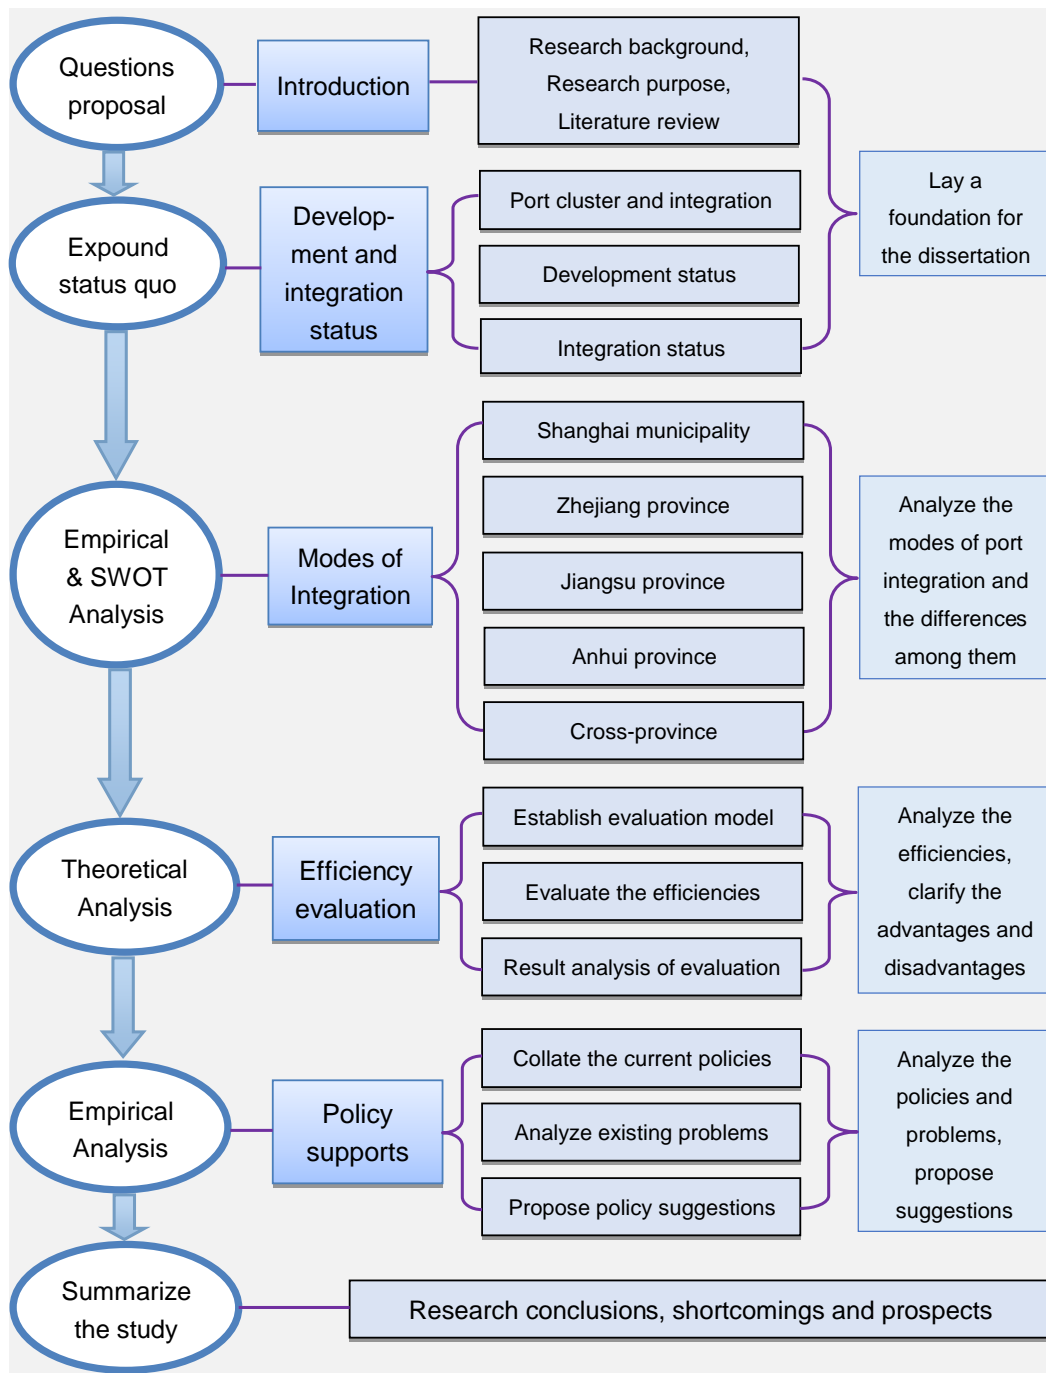 Questions
proposal
Introduction
Research background,
Research purpose,
Literature review
Lay a
foundation for
the dissertation
Expound
status quo
Develop-
ment and
integration
status
Port cluster and integration
Development status
Integration status
Empirical
& SWOT
Analysis
Modes of
Integration
Shanghai municipality
Zhejiang province
Jiangsu province
Anhui province
Cross-province
Analyze the
modes of port
integration and
the differences
among them
Theoretical
Analysis
Efficiency
evaluation
Establish evaluation model
Evaluate the efficiencies
Result analysis of evaluation
Analyze the
efficiencies,
clarify the
advantages and
disadvantages
Empirical
Analysis
Policy
supports
Collate the current policies
Analyze existing problems
Propose policy suggestions
Analyze the
policies and
problems,
propose
suggestions
Summarize
the study
Research conclusions, shortcomings and prospects